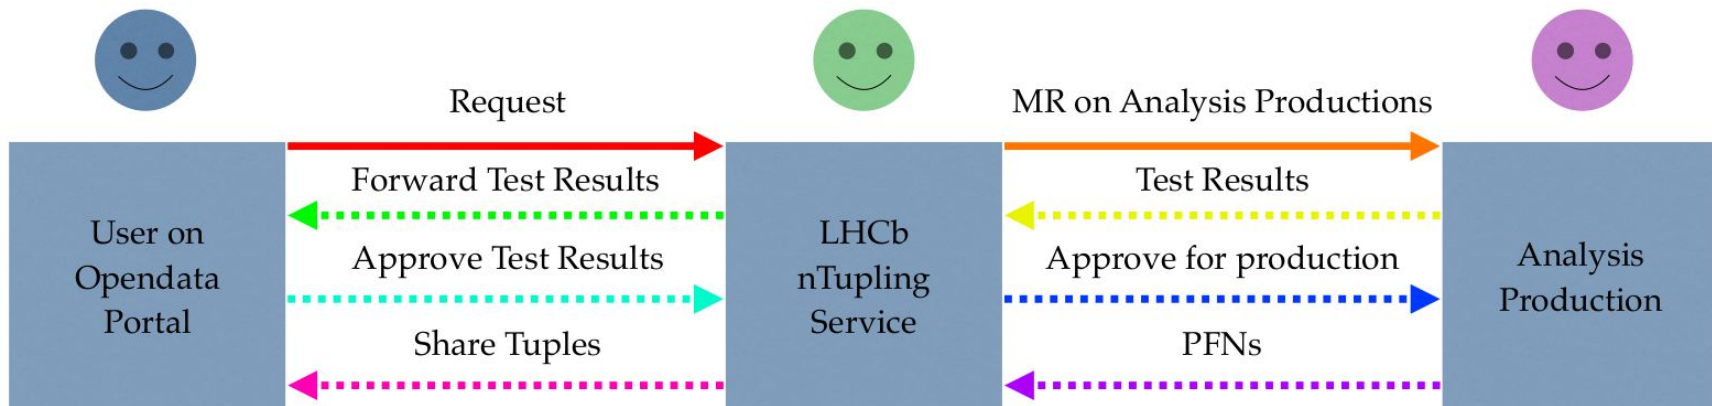 Request
MR on Analysis Productions
Forward Test Results
Test Results
User on
Opendata
Portal
LHCb
nTupling
Service
Analysis
Production
Approve Test Results
Approve for production
Share Tuples
PFNs